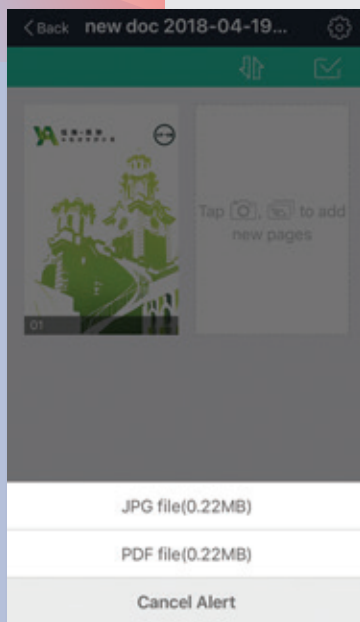 Back new doc 2018-04-19...
Tap , to add
new pages
01
JPG file(0.22MB)
PDF file(0.22MB)
Cancel Alert